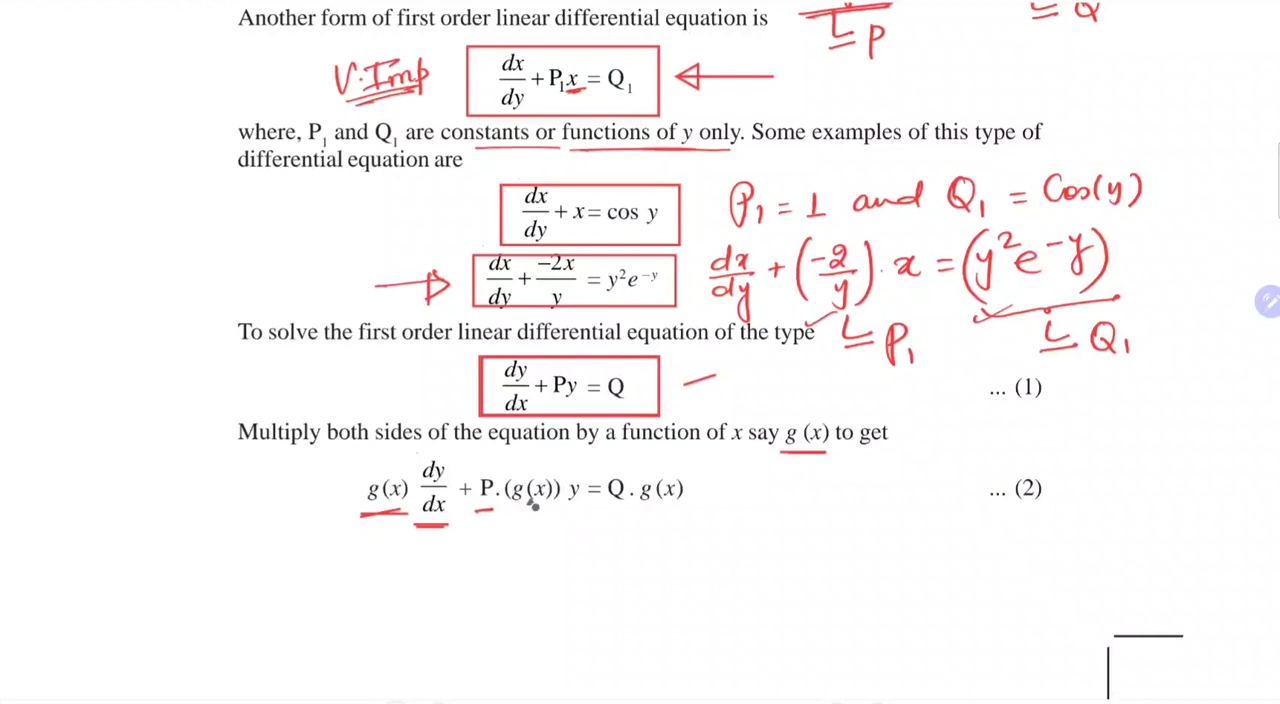 Another form of first order linear differential equation is
P
Q
V. Imp
dx/dy + P₁x = Q₁
where, P₁ and Q₁ are constants or functions of y only. Some examples of this type of
differential equation are
dx/dy + x = cos y
P₁ = 1 and Q₁ = Cos(y)
dx/dy + −2x/y = y²e⁻ʸ
dx/dy + (−2/y) . x = (y²e⁻ʸ)
To solve the first order linear differential equation of the type
P₁
Q₁
dy/dx + Py = Q
... (1)
Multiply both sides of the equation by a function of x say g (x) to get
g(x) dy/dx + P. (g(x)) y = Q . g(x)
... (2)